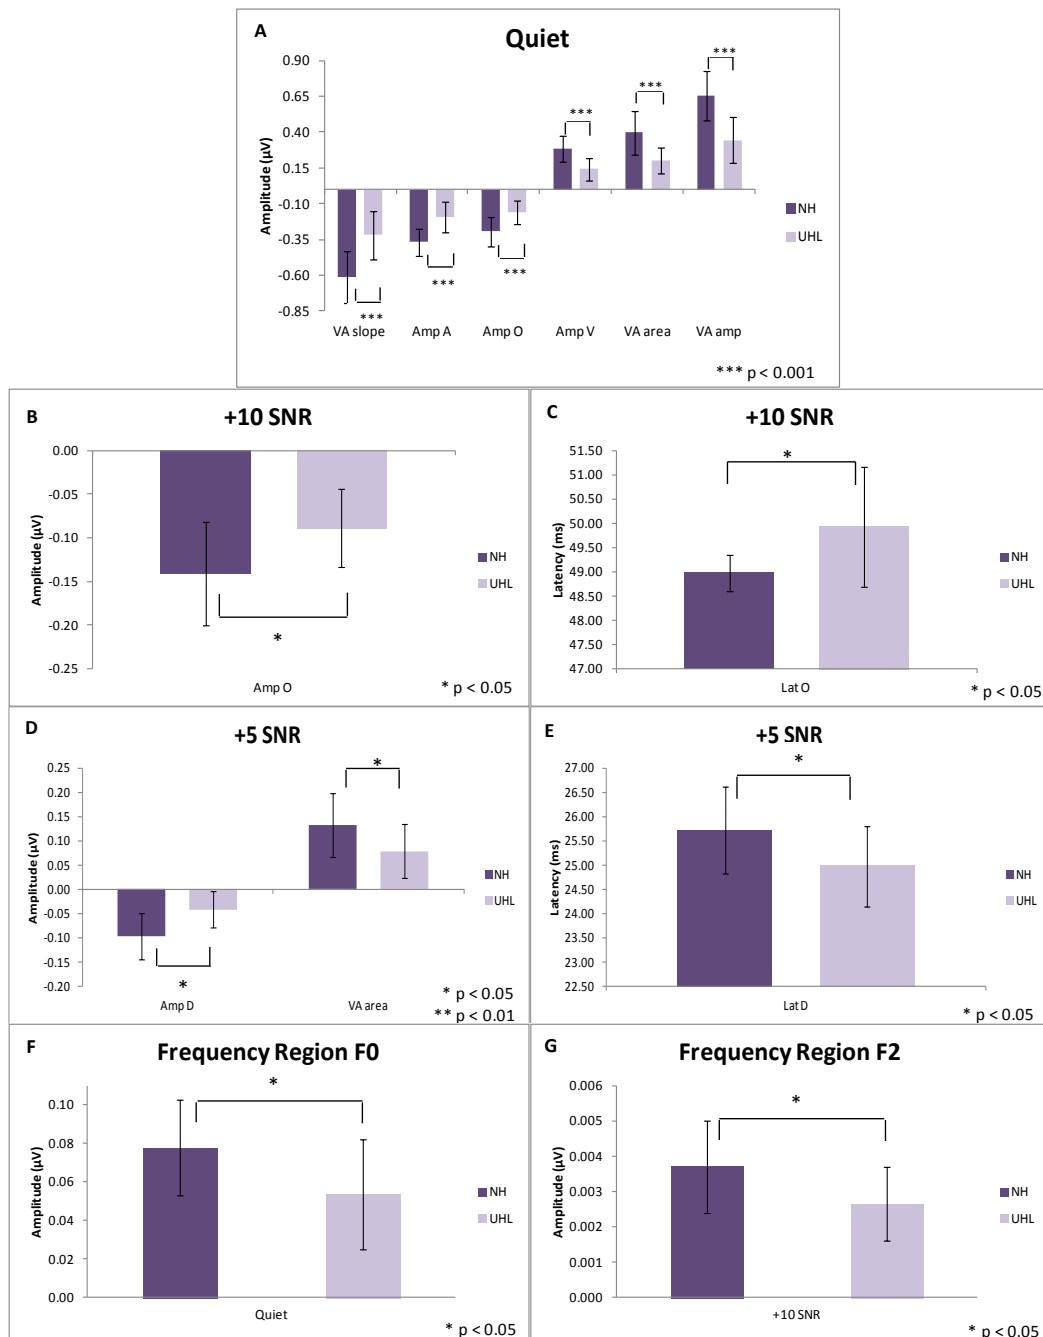 A
Quiet
Amplitude (µV)
0.90
0.65
0.40
0.15
-0.10
-0.35
-0.60
-0.85
***
***
***
***
***
***
VA slope Amp A Amp O Amp V VA area VA amp
NH
UHL
*** p < 0.001
B
+10 SNR
Amplitude (µV)
0.00
-0.05
-0.10
-0.15
-0.20
-0.25
*
Amp O
NH
UHL
* p < 0.05
C
+10 SNR
Latency (ms)
51.50
51.00
50.50
50.00
49.50
49.00
48.50
48.00
47.50
47.00
*
Lat O
NH
UHL
* p < 0.05
D
+5 SNR
Amplitude (µV)
0.25
0.20
0.15
0.10
0.05
0.00
-0.05
-0.10
-0.15
-0.20
*
*
Amp D VA area
NH
UHL
* p < 0.05
** p < 0.01
E
+5 SNR
Latency (ms)
27.00
26.50
26.00
25.50
25.00
24.50
24.00
23.50
23.00
22.50
*
Lat D
NH
UHL
* p < 0.05
F
Frequency Region F0
Amplitude (µV)
0.10
0.08
0.06
0.04
0.02
0.00
*
Quiet
NH
UHL
* p < 0.05
G
Frequency Region F2
Amplitude (µV)
0.006
0.005
0.004
0.003
0.002
0.001
0.000
*
+10 SNR
NH
UHL
* p < 0.05